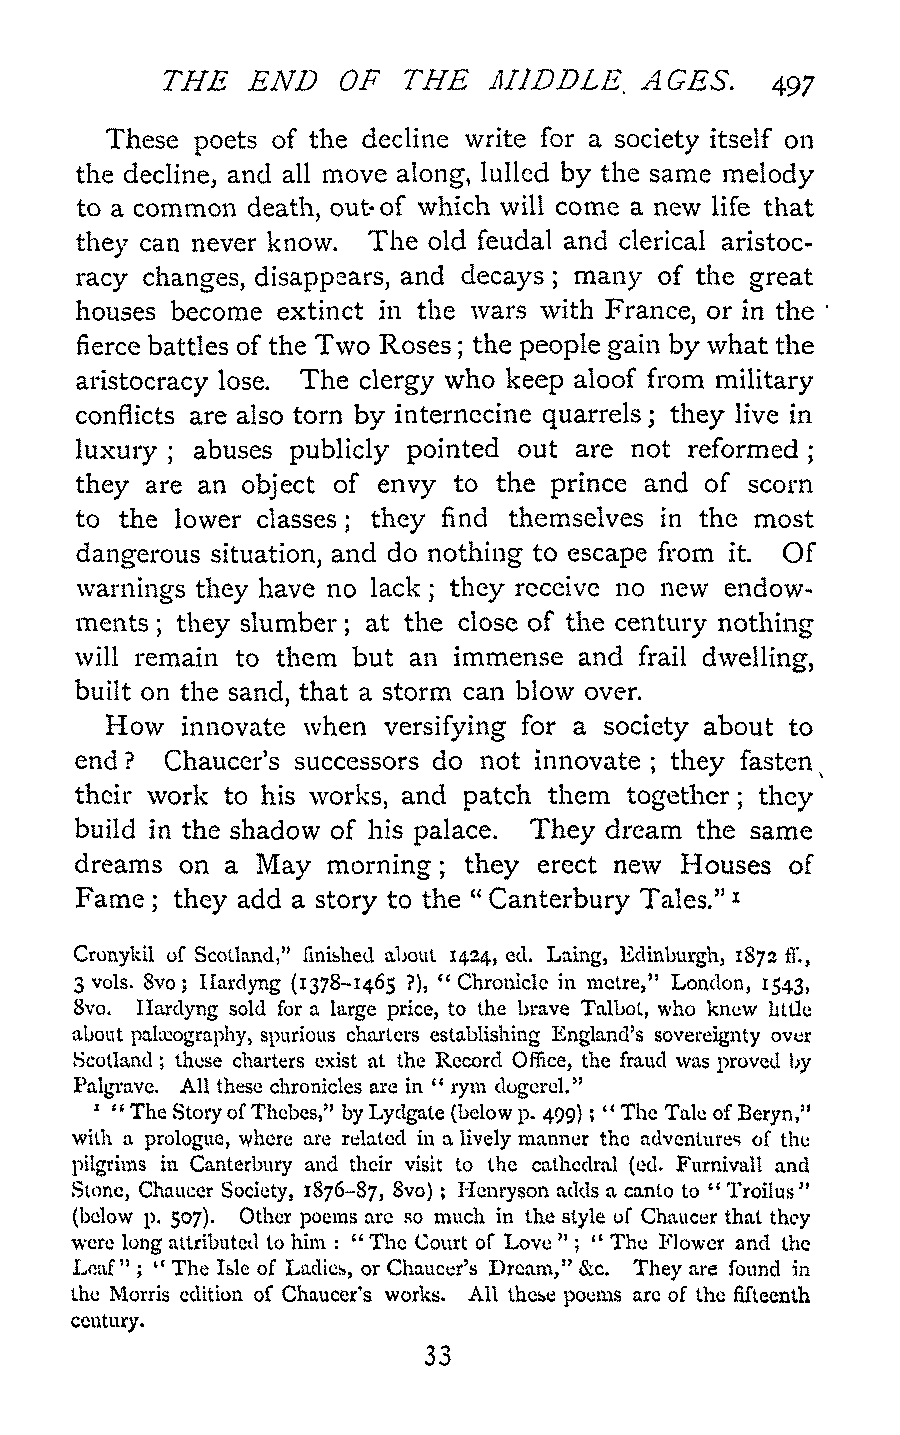 THE END OF THE MIDDLE AGES. 497
These poets of the decline write for a society itself on
the decline, and all move along, lulled by the same melody
to a common death, out of which will come a new life that
they can never know. The old feudal and clerical aristoc-
racy changes, disappears, and decays ; many of the great
houses become extinct in the wars with France, or in the
fierce battles of the Two Roses ; the people gain by what the
aristocracy lose. The clergy who keep aloof from military
conflicts are also torn by internecine quarrels ; they live in
luxury ; abuses publicly pointed out are not reformed ;
they are an object of envy to the prince and of scorn
to the lower classes ; they find themselves in the most
dangerous situation, and do nothing to escape from it. Of
warnings they have no lack ; they receive no new endow-
ments ; they slumber ; at the close of the century nothing
will remain to them but an immense and frail dwelling,
built on the sand, that a storm can blow over.
How innovate when versifying for a society about to
end ? Chaucer's successors do not innovate ; they fasten
their work to his works, and patch them together ; they
build in the shadow of his palace. They dream the same
dreams on a May morning ; they erect new Houses of
Fame ; they add a story to the "Canterbury Tales." ¹
Cronykil of Scotland," finished about 1424, ed. Laing, Edinburgh, 1872 ff.,
3 vols. 8vo ; Hardyng (1378–1465 ?), "Chronicle in metre," London, 1543,
8vo. Hardyng sold for a large price, to the brave Talbot, who knew little
about palæography, spurious charters establishing England's sovereignty over
Scotland ; these charters exist at the Record Office, the fraud was proved by
Palgrave. All these chronicles are in "rym dogerel."
¹ "The Story of Thebes," by Lydgate (below p. 499) ; "The Tale of Beryn,"
with a prologue, where are related in a lively manner the adventures of the
pilgrims in Canterbury and their visit to the cathedral (ed. Furnivall and
Stone, Chaucer Society, 1876–87, 8vo) ; Henryson adds a canto to "Troilus"
(below p. 507). Other poems are so much in the style of Chaucer that they
were long attributed to him : "The Court of Love" ; "The Flower and the
Leaf" ; "The Isle of Ladies, or Chaucer's Dream," &c. They are found in
the Morris edition of Chaucer's works. All these poems are of the fifteenth
century.
33